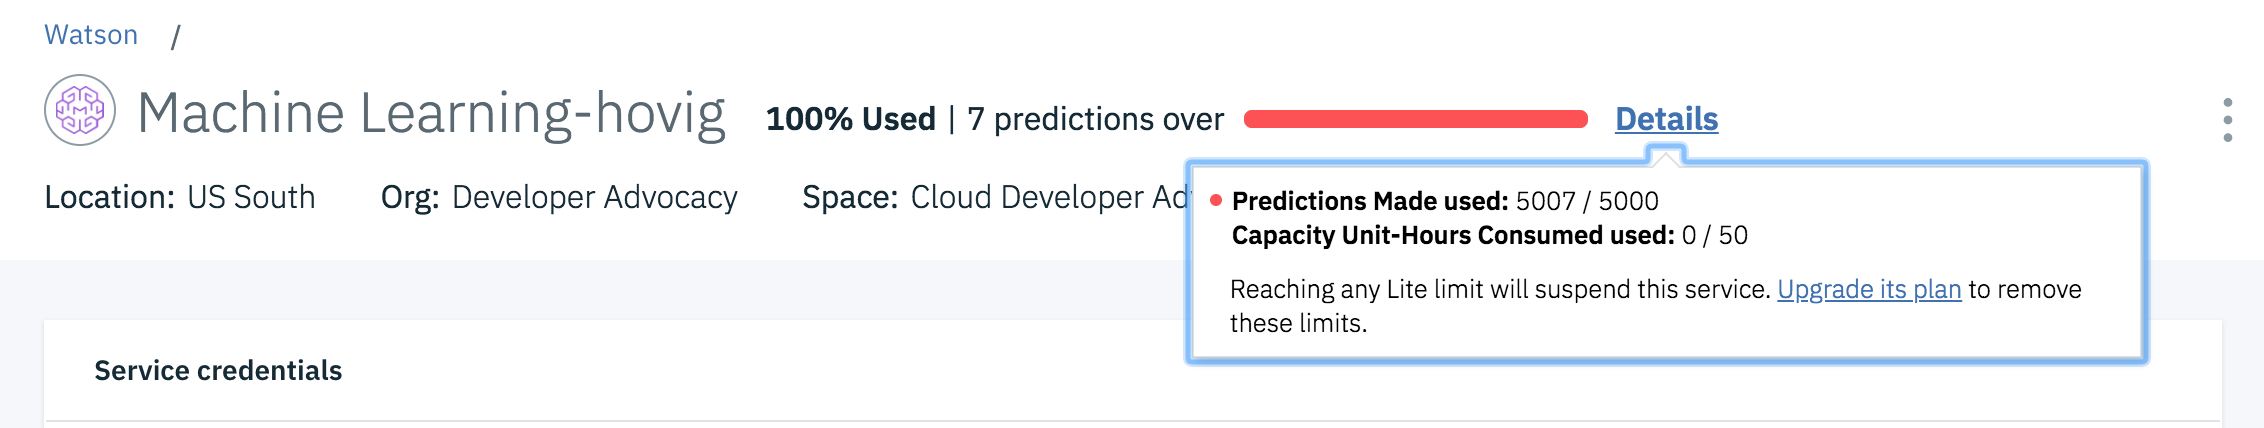 Watson /
Machine Learning-hovig 100% Used | 7 predictions over Details
Location: US South Org: Developer Advocacy Space: Cloud Developer
Predictions Made used: 5007 / 5000
Capacity Unit-Hours Consumed used: 0 / 50
Reaching any Lite limit will suspend this service. Upgrade its plan to remove
these limits.
Service credentials